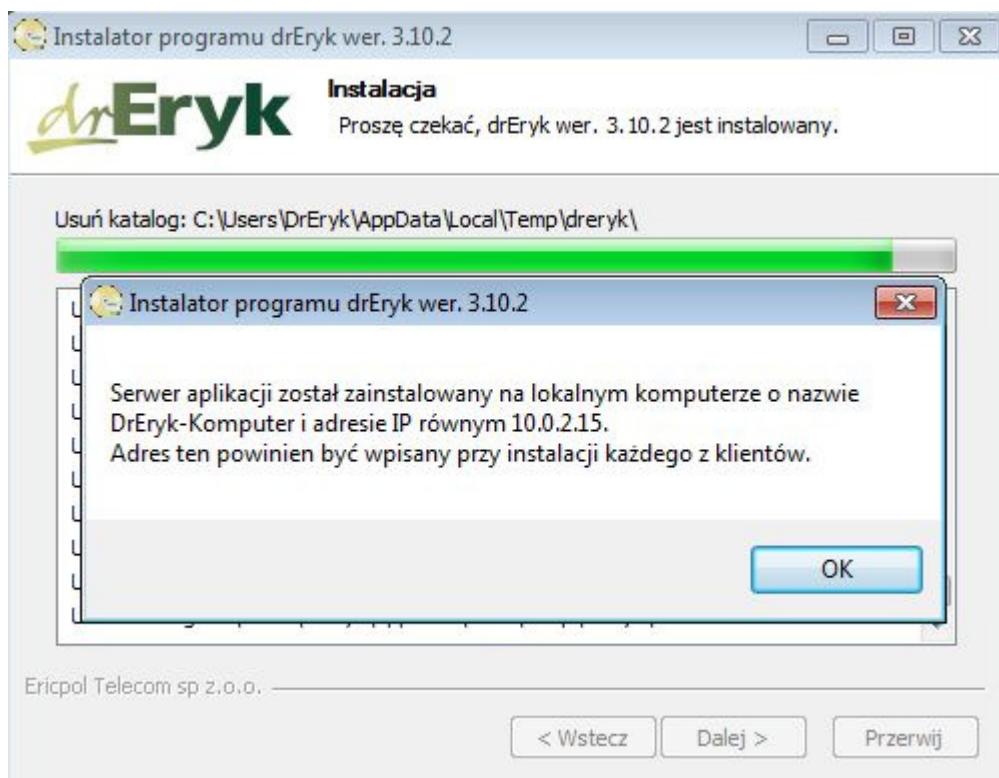 Instalator programu drEryk wer. 3.10.2
drEryk
Instalacja
Proszę czekać, drEryk wer. 3.10.2 jest instalowany.
Usuń katalog: C:\Users\DrEryk\AppData\Local\Temp\dreryk\
Instalator programu drEryk wer. 3.10.2
Serwer aplikacji został zainstalowany na lokalnym komputerze o nazwie
DrEryk-Komputer i adresie IP równym 10.0.2.15.
Adres ten powinien być wpisany przy instalacji każdego z klientów.
OK
Ericpol Telecom sp z.o.o.
< Wstecz
Dalej >
Przerwij